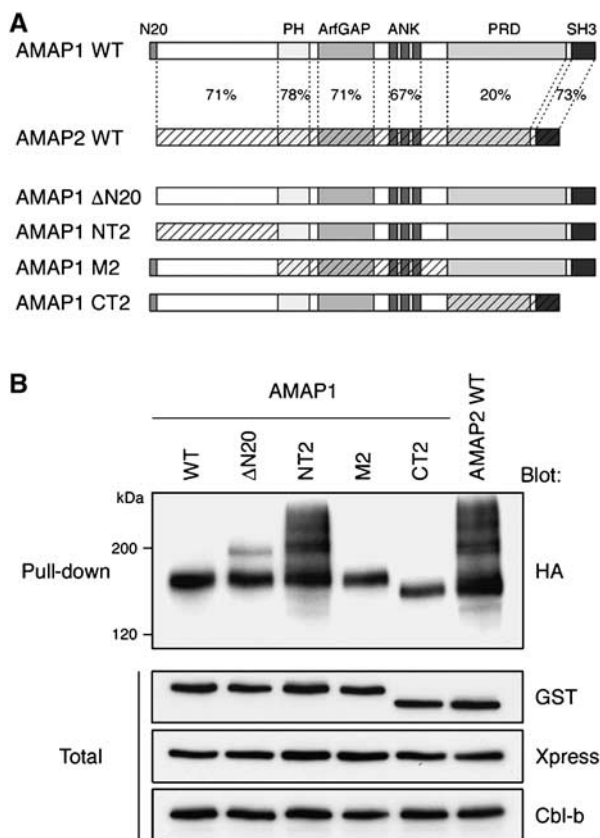 A
N20 PH ArfGAP ANK PRD SH3
AMAP1 WT
71% 78% 71% 67% 20% 73%
AMAP2 WT
AMAP1 ΔN20
AMAP1 NT2
AMAP1 M2
AMAP1 CT2
B
AMAP1
WT ΔN20 NT2 M2 CT2 AMAP2 WT
Blot:
kDa
200
Pull-down HA
120
GST
Total Xpress
Cbl-b